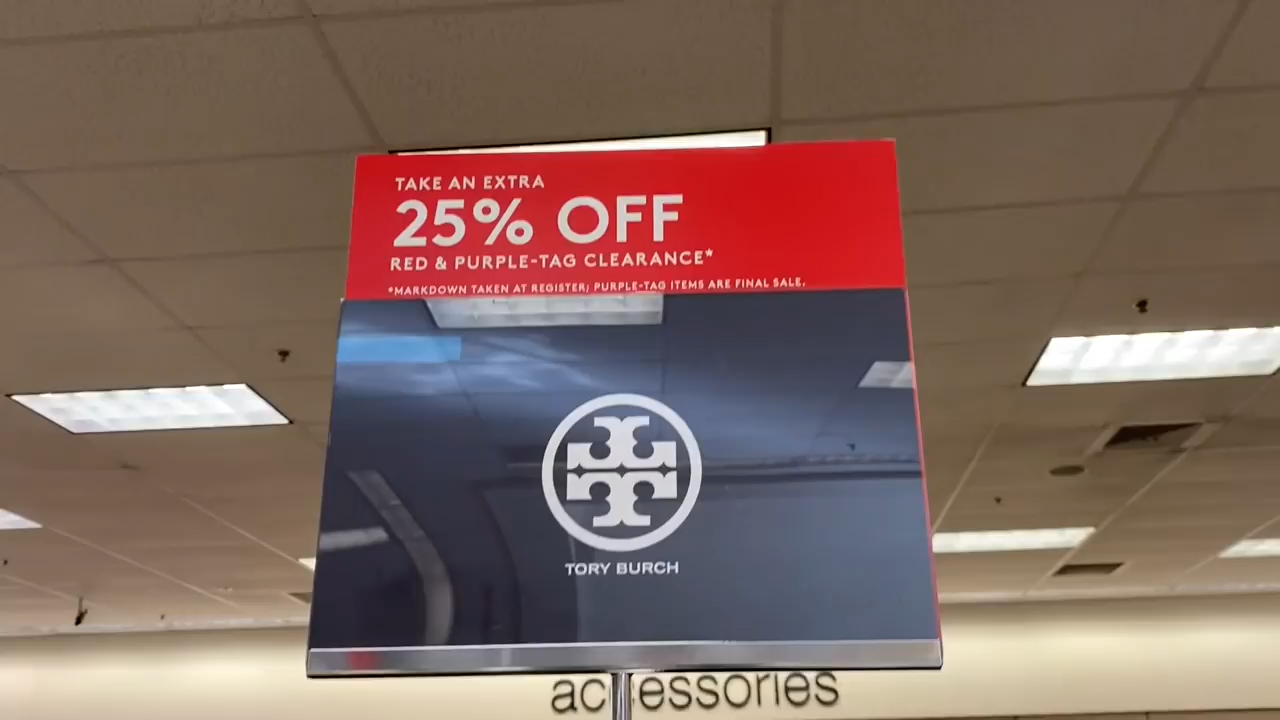 TAKE AN EXTRA
25% OFF
RED & PURPLE-TAG CLEARANCE*
*MARKDOWN TAKEN AT REGISTER; PURPLE-TAG ITEMS ARE FINAL SALE.
TORY BURCH
accessories